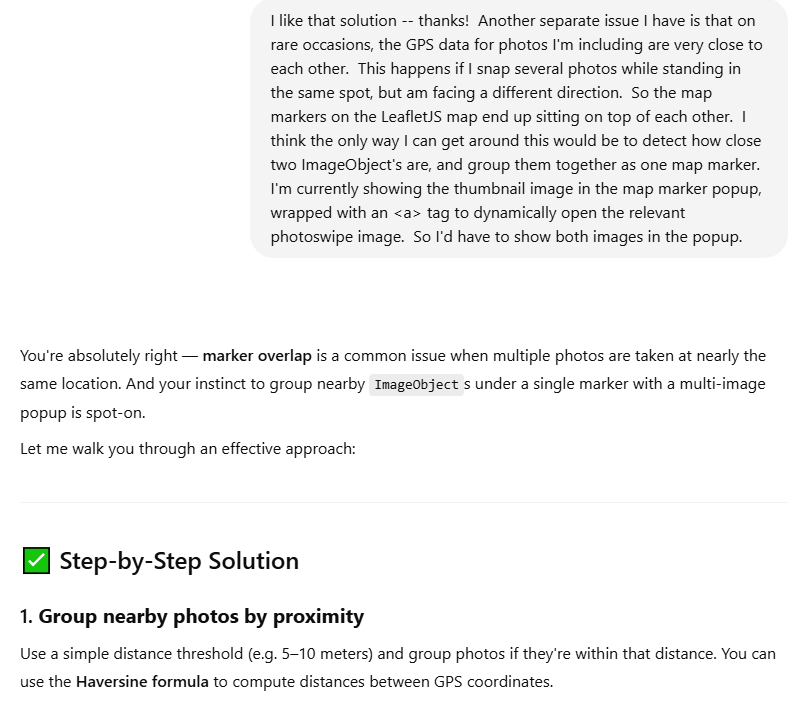 I like that solution -- thanks!  Another separate issue I have is that on
rare occasions, the GPS data for photos I'm including are very close to
each other.  This happens if I snap several photos while standing in
the same spot, but am facing a different direction.  So the map
markers on the LeafletJS map end up sitting on top of each other.  I
think the only way I can get around this would be to detect how close
two ImageObject's are, and group them together as one map marker.
I'm currently showing the thumbnail image in the map marker popup,
wrapped with an <a> tag to dynamically open the relevant
photoswipe image.  So I'd have to show both images in the popup.
You're absolutely right — marker overlap is a common issue when multiple photos are taken at nearly the
same location. And your instinct to group nearby ImageObject s under a single marker with a multi-image
popup is spot-on.
Let me walk you through an effective approach:
✅ Step-by-Step Solution
1. Group nearby photos by proximity
Use a simple distance threshold (e.g. 5–10 meters) and group photos if they're within that distance. You can
use the Haversine formula to compute distances between GPS coordinates.